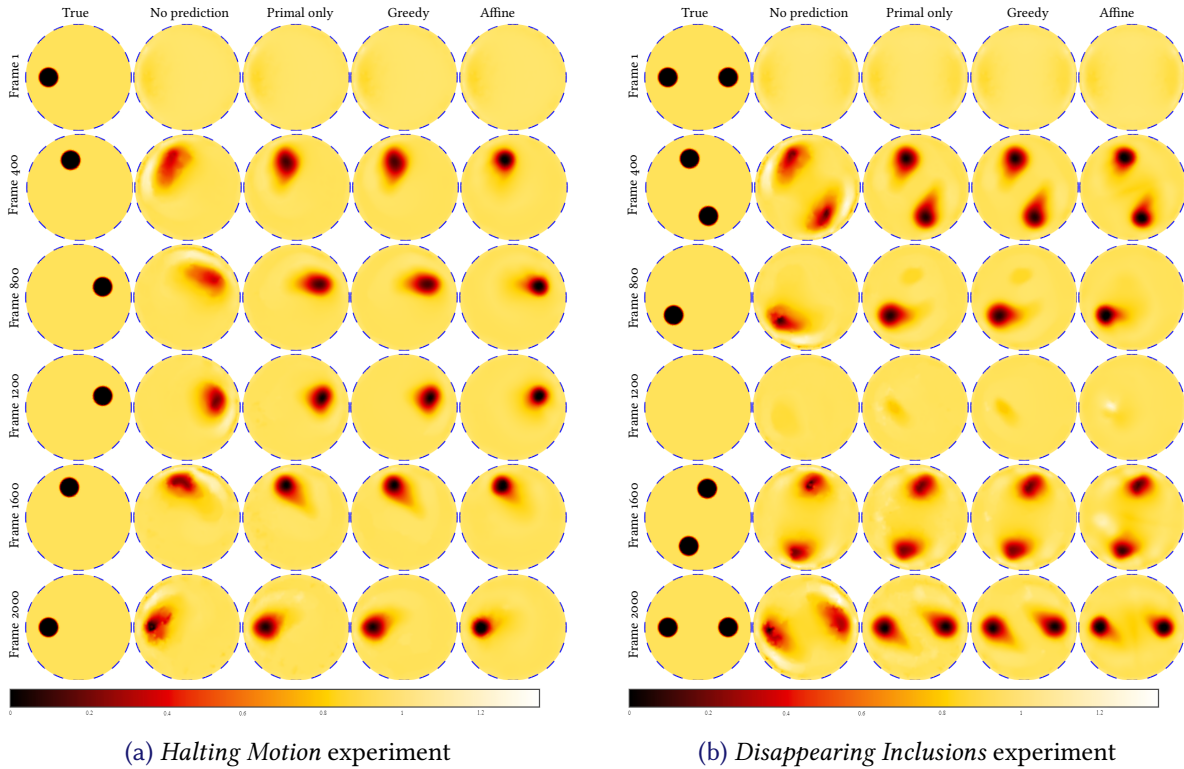 True No prediction Primal only Greedy Affine
Frame 1
Frame 400
Frame 800
Frame 1200
Frame 1600
Frame 2000
0 0.2 0.4 0.6 0.8 1 1.2
(a) Halting Motion experiment
True No prediction Primal only Greedy Affine
Frame 1
Frame 400
Frame 800
Frame 1200
Frame 1600
Frame 2000
0 0.2 0.4 0.6 0.8 1 1.2
(b) Disappearing Inclusions experiment